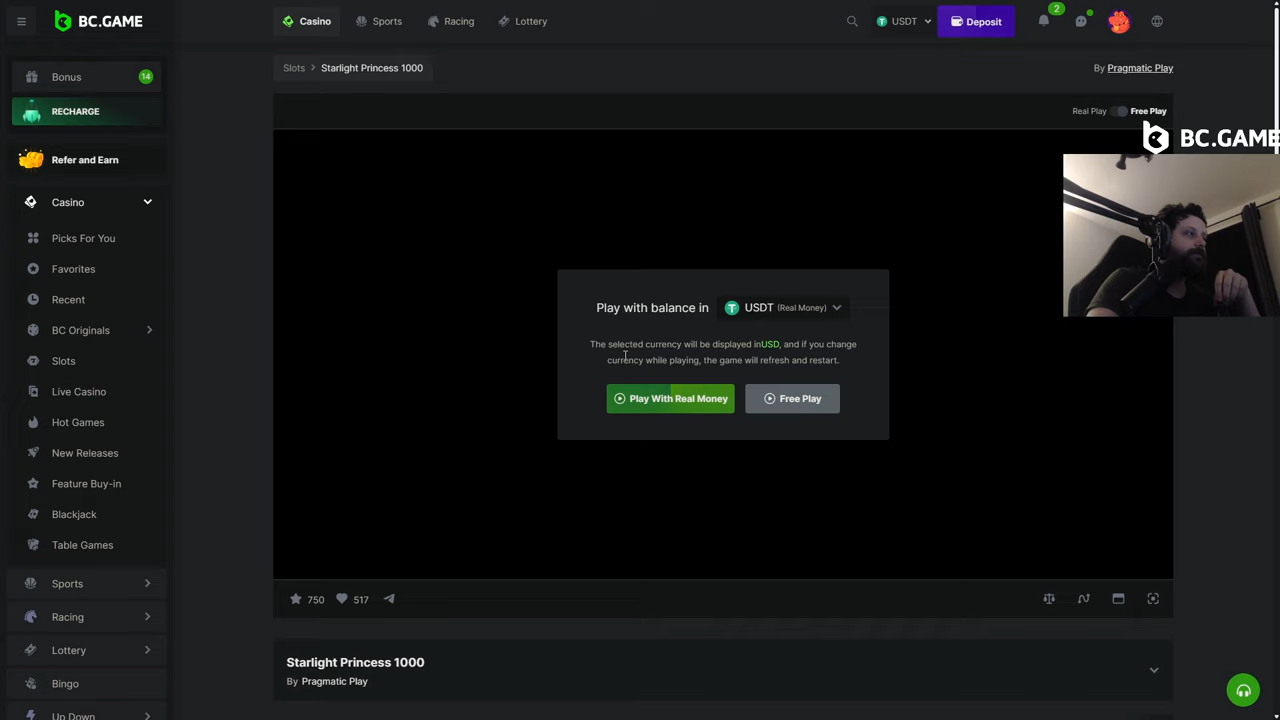 BC.GAME
Casino
Sports
Racing
Lottery
USDT
Deposit
2
Bonus
14
RECHARGE
Refer and Earn
Casino
Picks For You
Favorites
Recent
BC Originals
Slots
Live Casino
Hot Games
New Releases
Feature Buy-in
Blackjack
Table Games
Sports
Racing
Lottery
Bingo
Up Down
Slots > Starlight Princess 1000
By Pragmatic Play
Real Play
Free Play
BC.GAME
Play with balance in USDT (Real Money)
The selected currency will be displayed inUSD, and if you change
currency while playing, the game will refresh and restart.
Play With Real Money
Free Play
750
517
Starlight Princess 1000
By Pragmatic Play